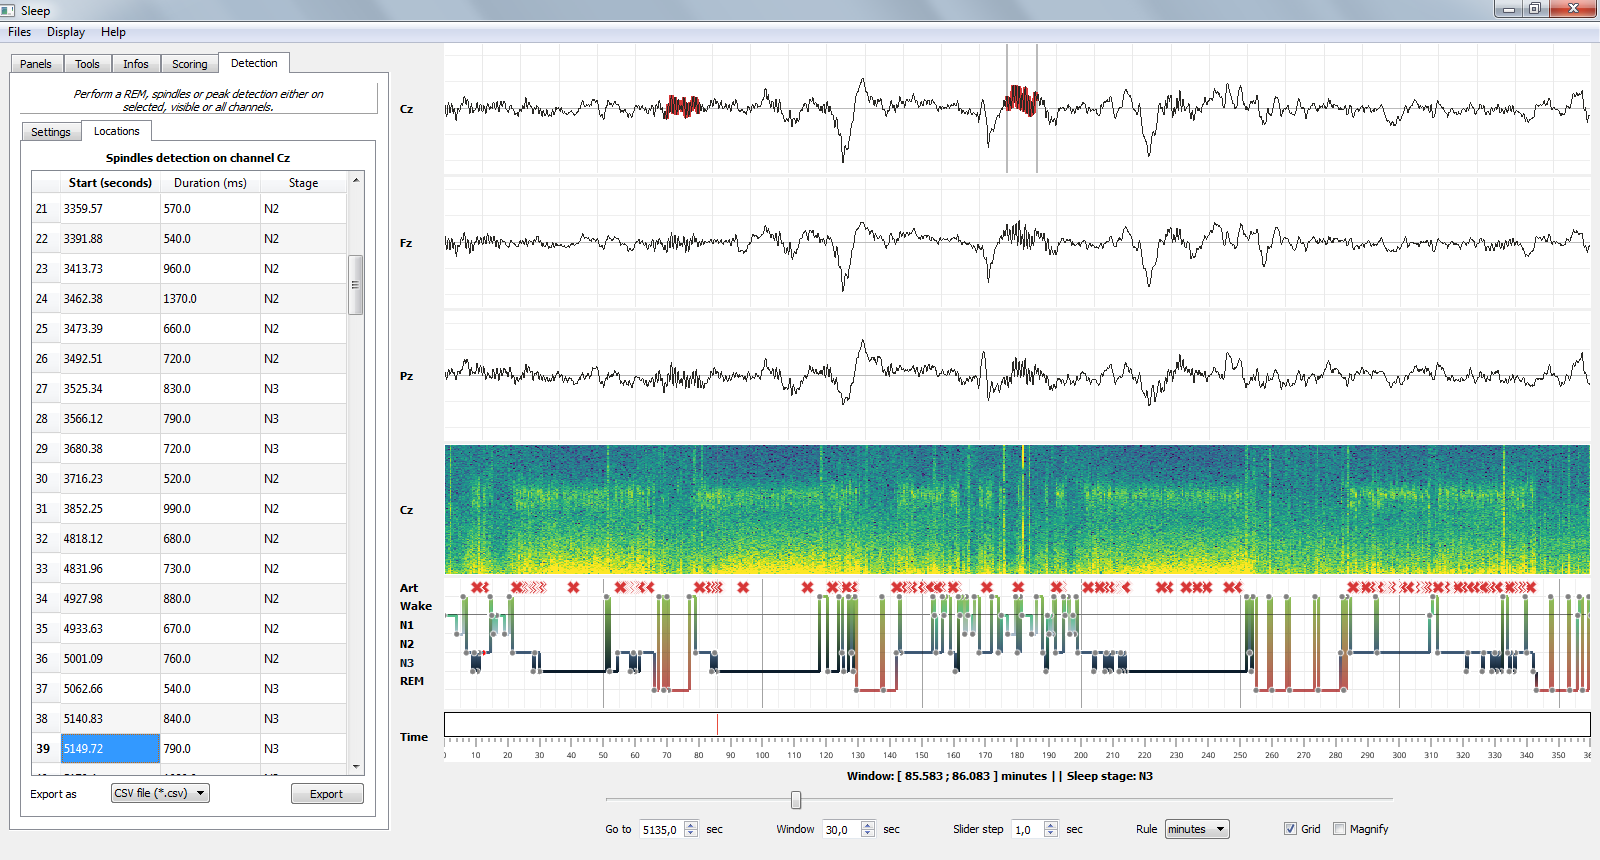 Sleep
Files Display Help
Panels Tools Infos Scoring Detection
Perform a REM, spindles or peak detection either on
selected, visible or all channels.
Settings Locations
Spindles detection on channel Cz
Start (seconds) Duration (ms) Stage
21 3359.57 570.0 N2
22 3391.88 540.0 N2
23 3413.73 960.0 N2
24 3462.38 1370.0 N2
25 3473.39 660.0 N2
26 3492.51 720.0 N2
27 3525.34 830.0 N3
28 3566.12 790.0 N3
29 3680.38 720.0 N3
30 3716.23 520.0 N2
31 3852.25 990.0 N2
32 4818.12 680.0 N2
33 4831.96 730.0 N2
34 4927.98 880.0 N2
35 4933.63 670.0 N2
36 5001.09 760.0 N2
37 5062.66 540.0 N3
38 5140.83 840.0 N3
39 5149.72 790.0 N3
Export as CSV file (*.csv) Export
Cz
Fz
Pz
Cz
Art
Wake
N1
N2
N3
REM
Time
0 10 20 30 40 50 60 70 80 90 100 110 120 130 140 150 160 170 180 190 200 210 220 230 240 250 260 270 280 290 300 310 320 330 340 350 36
Window: [ 85.583 ; 86.083 ] minutes || Sleep stage: N3
Go to 5135,0 sec Window 30,0 sec Slider step 1,0 sec Rule minutes Grid Magnify